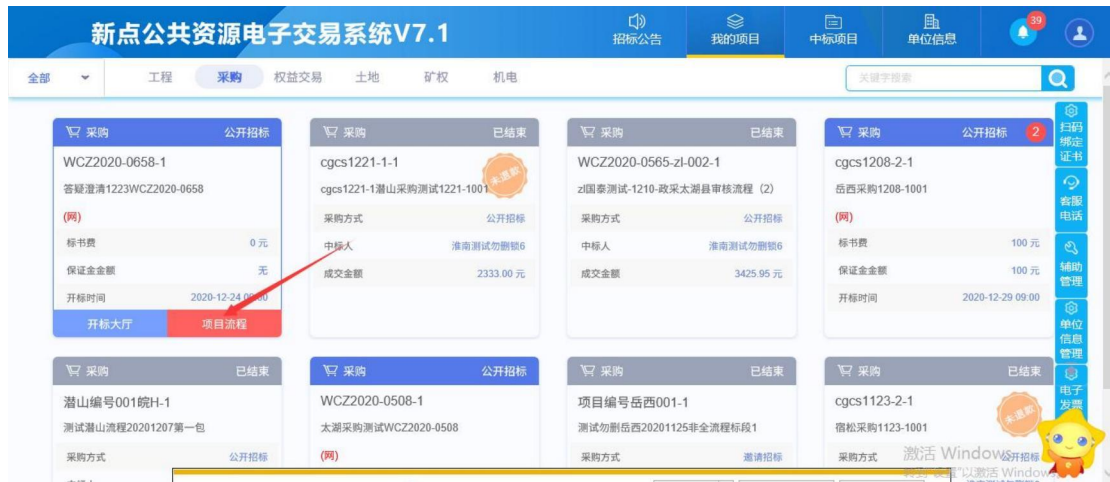 新点公共资源电子交易系统V7.1
招标公告
我的项目
中标项目
单位信息
39
全部
工程
采购
权益交易
土地
矿权
机电
关键字搜索
采购 公开招标
WCZ2020-0658-1
答疑澄清1223WCZ2020-0658
(网)
标书费 0 元
保证金金额 无
开标时间 2020-12-24 09:00
开标大厅 项目流程
采购 已结束
cgcs1221-1-1
未退款
cgcs1221-1潜山采购测试1221-1001
采购方式 公开招标
中标人 淮南测试勿删锁6
成交金额 2333.00 元
采购 已结束
WCZ2020-0565-zl-002-1
zl国泰测试-1210-政采太湖县审核流程（2）
采购方式 公开招标
中标人 淮南测试勿删锁6
成交金额 3425.95 元
采购 公开招标 2
cgcs1208-2-1
岳西采购1208-1001
(网)
标书费 100 元
保证金金额 100 元
开标时间 2020-12-29 09:00
扫码
绑定
证书
客服
电话
辅助
管理
单位
信息
管理
电子
发票
采购 已结束
潜山编号001皖H-1
测试潜山流程20201207第一包
采购方式 公开招标
采购 公开招标
WCZ2020-0508-1
太湖采购测试WCZ2020-0508
(网)
采购 已结束
项目编号岳西001-1
测试勿删岳西20201125非全流程标段1
采购方式 邀请招标
采购 已结束
cgcs1123-2-1
未退款
宿松采购1123-1001
采购方式 公开招标
激活 Windows